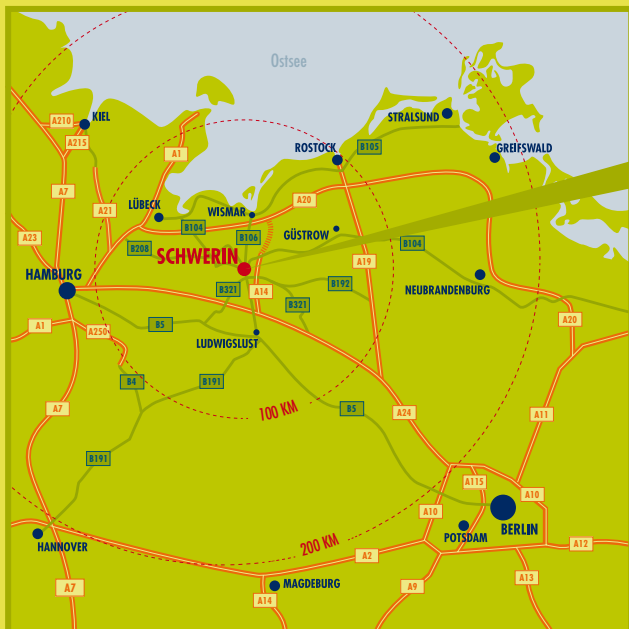 Ostsee
KIEL
A210
A215
STRALSUND
ROSTOCK
B105
GREIFSWALD
A1
A7
A21
LÜBECK
WISMAR
A20
B104
B106
GÜSTROW
A23
B208
SCHWERIN
B104
HAMBURG
A19
B321
A14
B192
NEUBRANDENBURG
B321
A1
A250
B5
A20
LUDWIGSLUST
B4
B191
100 KM
B5
A7
A24
A11
B191
A115
A10
A10
BERLIN
200 KM
POTSDAM
HANNOVER
A2
A12
A7
MAGDEBURG
A14
A9
A13